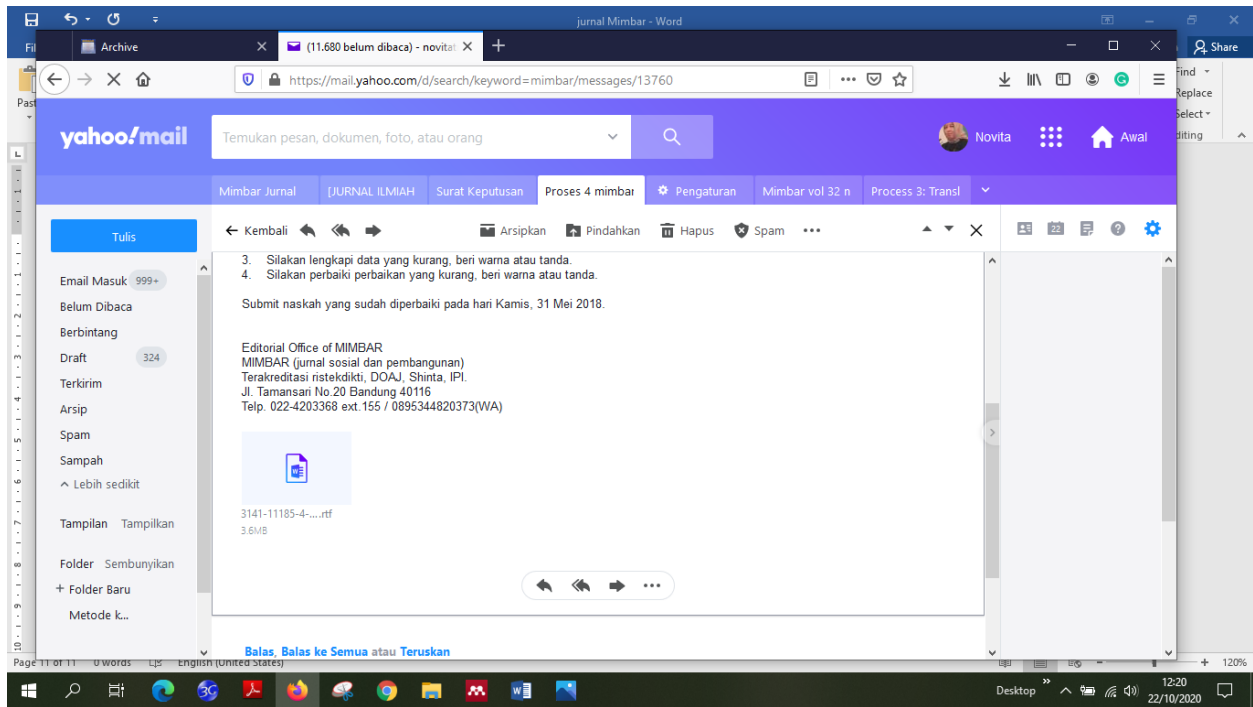 jurnal Mimbar - Word
Fil
Archive
(11.680 belum dibaca) - novitat
Share
https://mail.yahoo.com/d/search/keyword=mimbar/messages/13760
Find
Replace
Select
diting
Past
yahoo!mail
Temukan pesan, dokumen, foto, atau orang
Novita
Awal
Mimbar Jurnal [JURNAL ILMIAH Surat Keputusan Proses 4 mimbar Pengaturan Mimbar vol 32 n Process 3: Transl
Tulis
Kembali Arsipkan Pindahkan Hapus Spam
22
Email Masuk 999+
Belum Dibaca
Berbintang
Draft 324
Terkirim
Arsip
Spam
Sampah
Lebih sedikit
Tampilan Tampilkan
Folder Sembunyikan
+ Folder Baru
Metode k...
3. Silakan lengkapi data yang kurang, beri warna atau tanda.
4. Silakan perbaiki perbaikan yang kurang, beri warna atau tanda.
Submit naskah yang sudah diperbaiki pada hari Kamis, 31 Mei 2018.
Editorial Office of MIMBAR
MIMBAR (jurnal sosial dan pembangunan)
Terakreditasi ristekdikti, DOAJ, Shinta, IPI.
Jl. Tamansari No.20 Bandung 40116
Telp. 022-4203368 ext.155 / 0895344820373(WA)
3141-11185-4-....rtf
3.6MB
Balas, Balas ke Semua atau Teruskan
Page 11 of 11 0 words English (United States)
120%
Desktop
12:20
22/10/2020